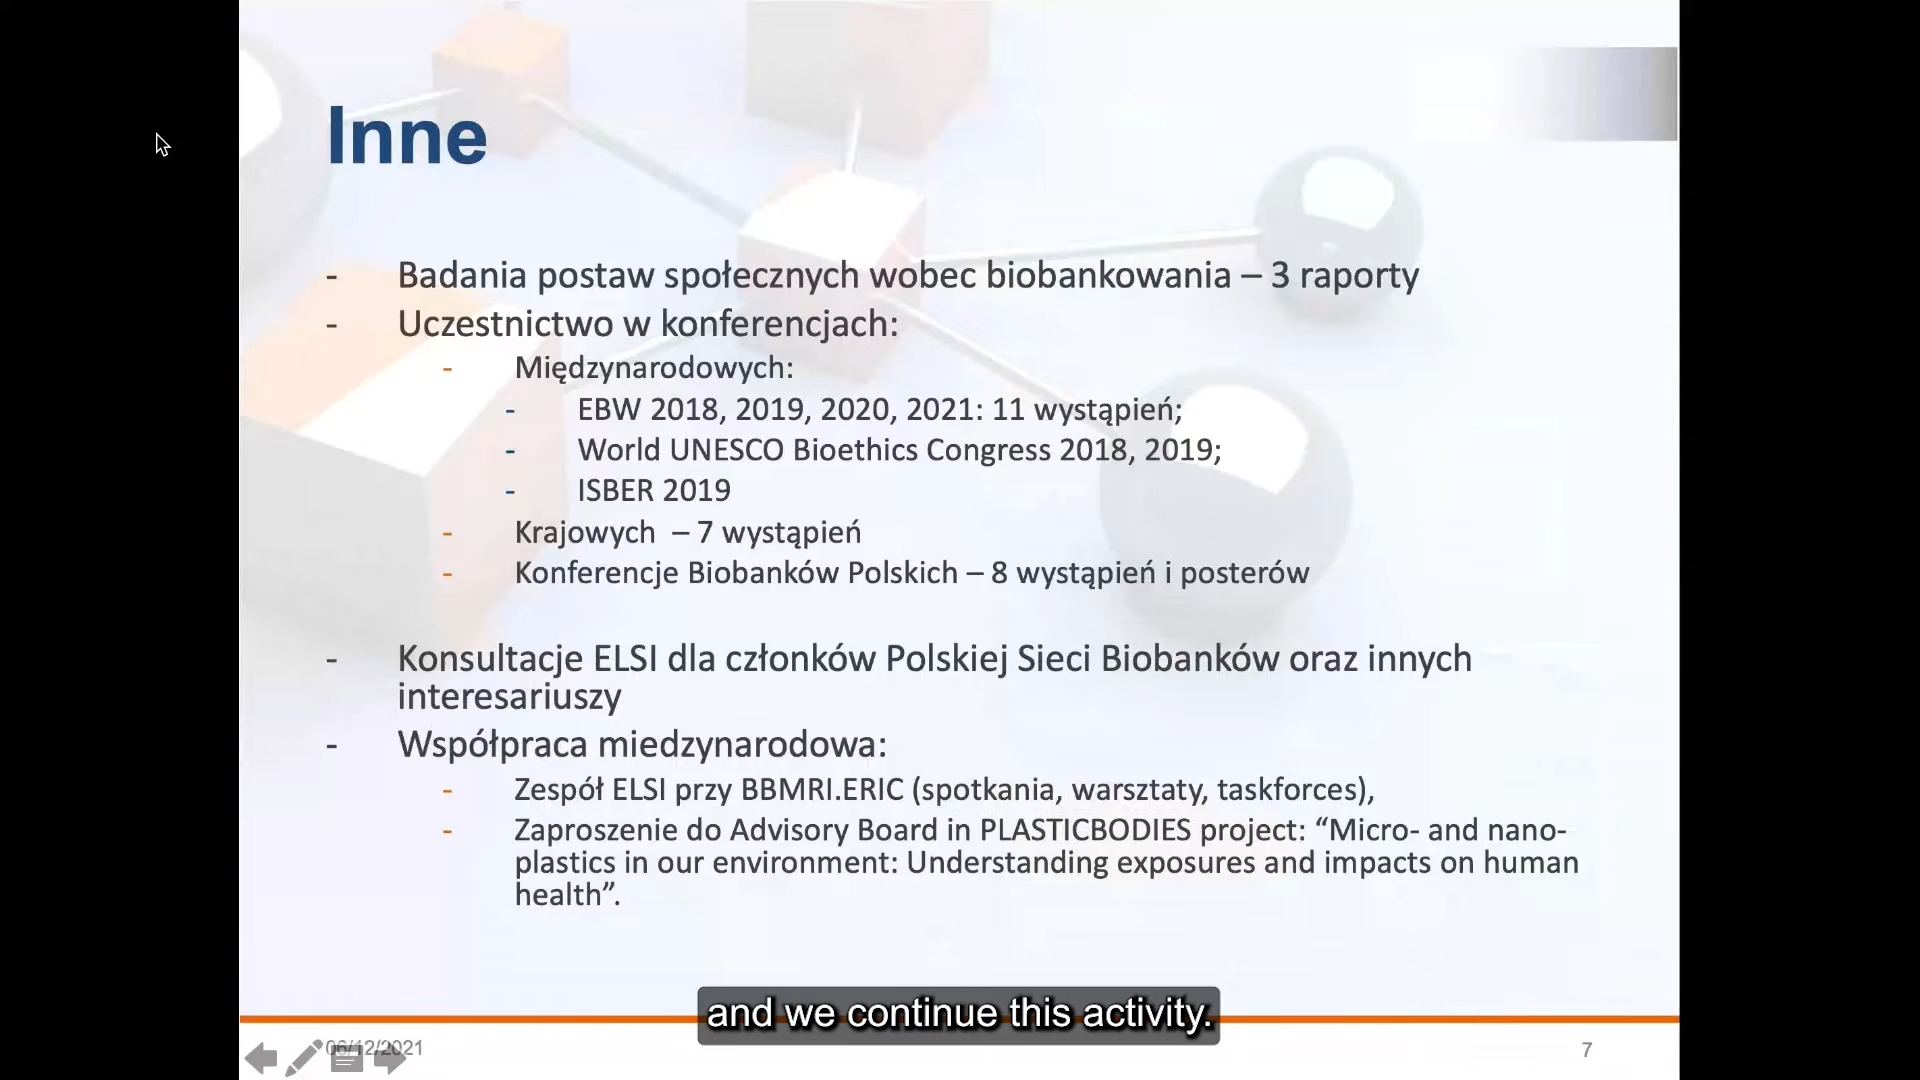 Inne
- Badania postaw społecznych wobec biobankowania – 3 raporty
- Uczestnictwo w konferencjach:
- Międzynarodowych:
- EBW 2018, 2019, 2020, 2021: 11 wystąpień;
- World UNESCO Bioethics Congress 2018, 2019;
- ISBER 2019
- Krajowych – 7 wystąpień
- Konferencje Biobanków Polskich – 8 wystąpień i posterów
- Konsultacje ELSI dla członków Polskiej Sieci Biobanków oraz innych
interesariuszy
- Współpraca miedzynarodowa:
- Zespół ELSI przy BBMRI.ERIC (spotkania, warsztaty, taskforces),
- Zaproszenie do Advisory Board in PLASTICBODIES project: “Micro- and nano-
plastics in our environment: Understanding exposures and impacts on human
health”.
and we continue this activity.
06/12/2021
7